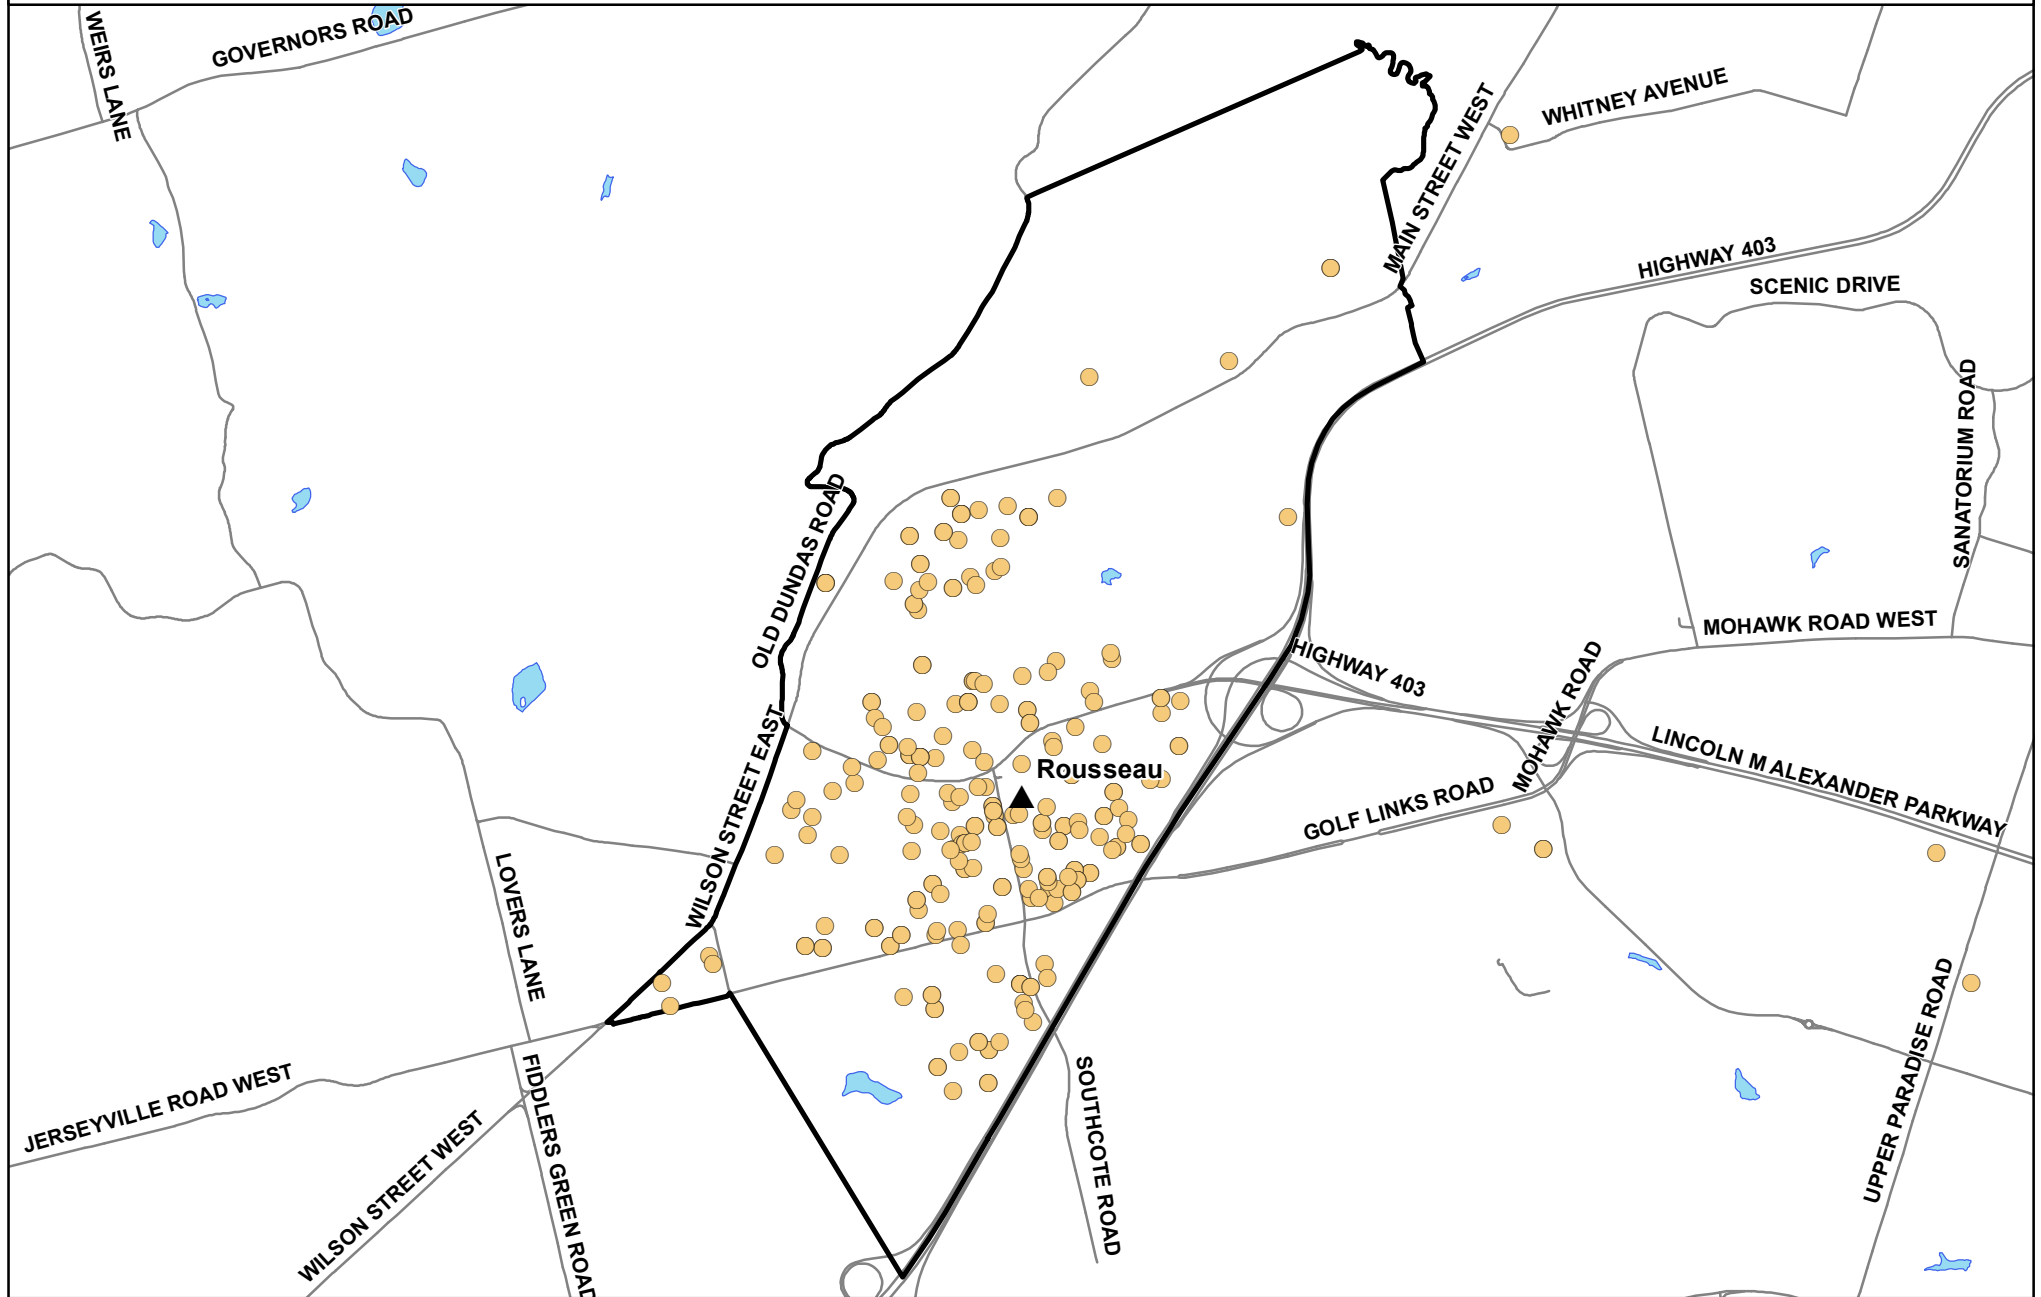 WEIRS LANE
GOVERNORS ROAD
WHITNEY AVENUE
MAIN STREET WEST
HIGHWAY 403
SCENIC DRIVE
SANATORIUM ROAD
OLD DUNDAS ROAD
MOHAWK ROAD WEST
HIGHWAY 403
MOHAWK ROAD
LINCOLN M ALEXANDER PARKWAY
WILSON STREET EAST
Rousseau
GOLF LINKS ROAD
LOVERS LANE
UPPER PARADISE ROAD
JERSEYVILLE ROAD WEST
FIDDLERS GREEN ROAD
SOUTHCOTE ROAD
WILSON STREET WEST